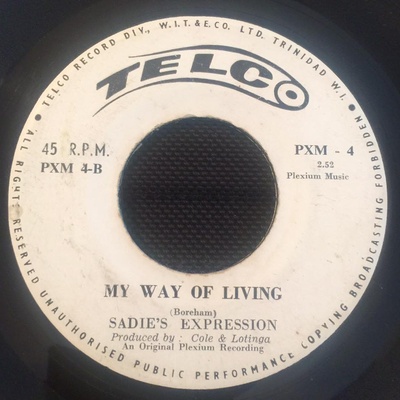 TELCO RECORD DIV., W.I.T. & E. CO. LTD. TRINIDAD W.I.
TELCO
45 R.P.M.
PXM 4-B
PXM - 4
2.52
Plexium Music
MY WAY OF LIVING
(Boreham)
SADIE'S EXPRESSION
Produced by : Cole & Lotinga
An Original Plexium Recording
• ALL RIGHTS RESERVED UNAUTHORISED PUBLIC PERFORMANCE COPYING BROADCASTING FORBIDDEN •